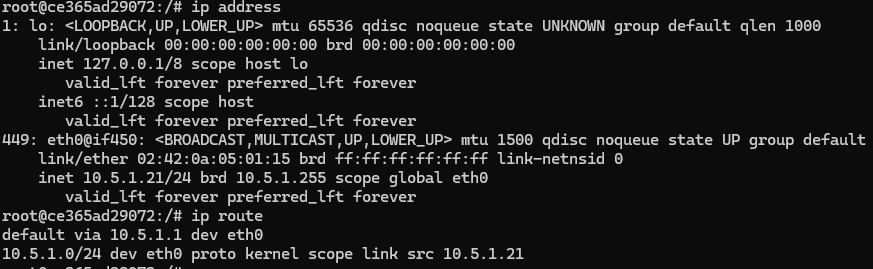 root@ce365ad29072:/# ip address
1: lo: <LOOPBACK,UP,LOWER_UP> mtu 65536 qdisc noqueue state UNKNOWN group default qlen 1000
    link/loopback 00:00:00:00:00:00 brd 00:00:00:00:00:00
    inet 127.0.0.1/8 scope host lo
       valid_lft forever preferred_lft forever
    inet6 ::1/128 scope host
       valid_lft forever preferred_lft forever
449: eth0@if450: <BROADCAST,MULTICAST,UP,LOWER_UP> mtu 1500 qdisc noqueue state UP group default
    link/ether 02:42:0a:05:01:15 brd ff:ff:ff:ff:ff:ff link-netnsid 0
    inet 10.5.1.21/24 brd 10.5.1.255 scope global eth0
       valid_lft forever preferred_lft forever
root@ce365ad29072:/# ip route
default via 10.5.1.1 dev eth0
10.5.1.0/24 dev eth0 proto kernel scope link src 10.5.1.21